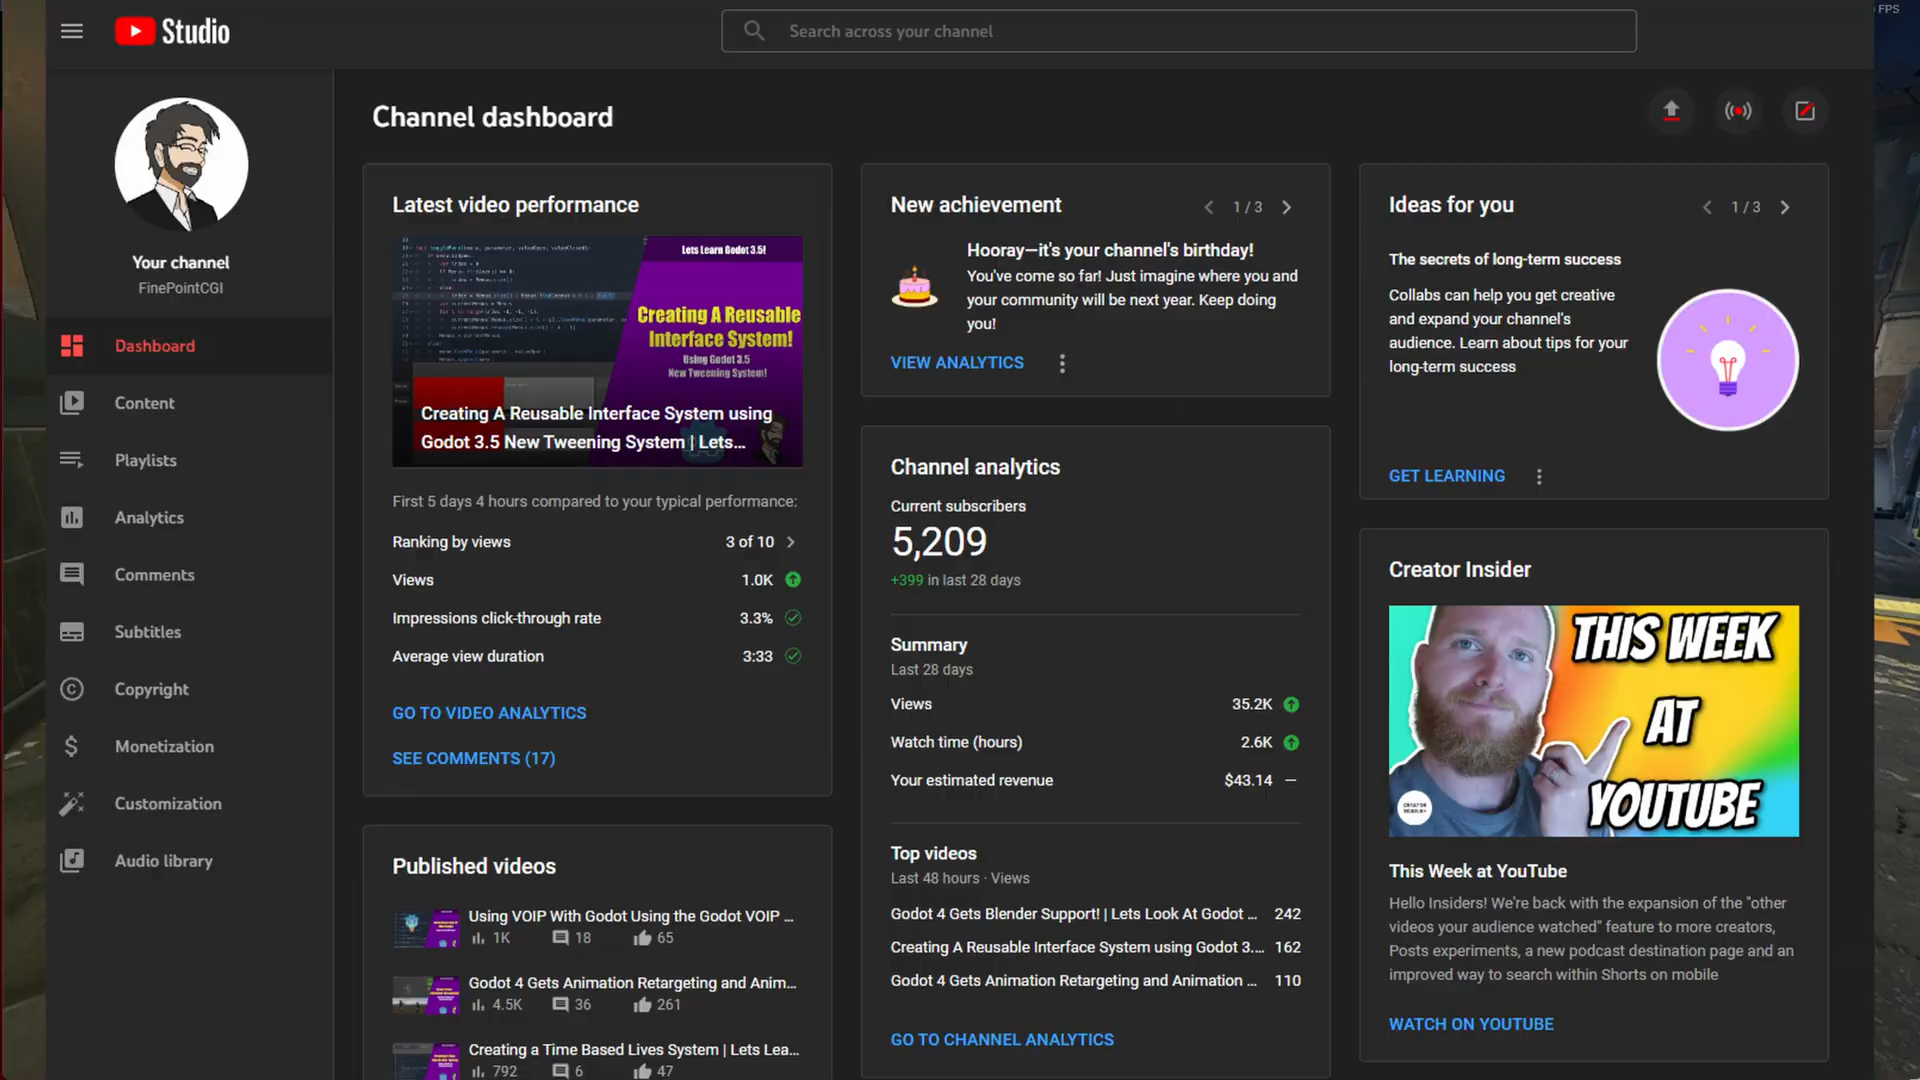 FPS
Studio
Search across your channel
Channel dashboard
Your channel
FinePointCGI
Dashboard
Content
Playlists
Analytics
Comments
Subtitles
Copyright
Monetization
Customization
Audio library
Latest video performance
Lets Learn Godot 3.5!
Creating A Reusable
Interface System!
Using Godot 3.5
New Tweening System!
Creating A Reusable Interface System using
Godot 3.5 New Tweening System | Lets...
First 5 days 4 hours compared to your typical performance:
Ranking by views 3 of 10
Views 1.0K
Impressions click-through rate 3.3%
Average view duration 3:33
GO TO VIDEO ANALYTICS
SEE COMMENTS (17)
Published videos
Using VOIP With Godot Using the Godot VOIP ...
1K 18 65
Godot 4 Gets Animation Retargeting and Anim...
4.5K 36 261
Creating a Time Based Lives System | Lets Lea...
792 6 47
New achievement
1 / 3
Hooray—it's your channel's birthday!
You've come so far! Just imagine where you and
your community will be next year. Keep doing
you!
VIEW ANALYTICS
Channel analytics
Current subscribers
5,209
+399 in last 28 days
Summary
Last 28 days
Views 35.2K
Watch time (hours) 2.6K
Your estimated revenue $43.14 —
Top videos
Last 48 hours · Views
Godot 4 Gets Blender Support! | Lets Look At Godot ... 242
Creating A Reusable Interface System using Godot 3.... 162
Godot 4 Gets Animation Retargeting and Animation ... 110
GO TO CHANNEL ANALYTICS
Ideas for you
1 / 3
The secrets of long-term success
Collabs can help you get creative
and expand your channel's
audience. Learn about tips for your
long-term success
GET LEARNING
Creator Insider
THIS WEEK
AT
YOUTUBE
This Week at YouTube
Hello Insiders! We're back with the expansion of the "other
videos your audience watched" feature to more creators,
Posts experiments, a new podcast destination page and an
improved way to search within Shorts on mobile
WATCH ON YOUTUBE